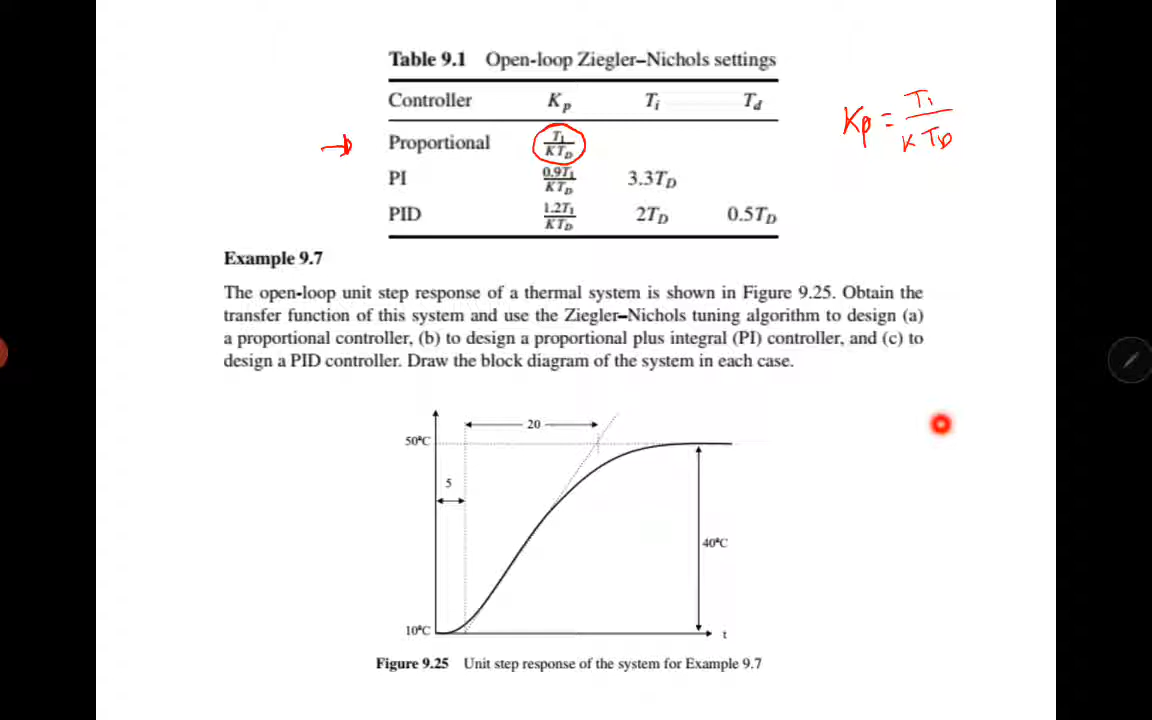 Table 9.1 Open-loop Ziegler–Nichols settings
Controller Kp Ti Td
Proportional T1/KTD
PI 0.9T1/KTD 3.3TD
PID 1.2T1/KTD 2TD 0.5TD
Kp = T1/K TD
Example 9.7
The open-loop unit step response of a thermal system is shown in Figure 9.25. Obtain the
transfer function of this system and use the Ziegler–Nichols tuning algorithm to design (a)
a proportional controller, (b) to design a proportional plus integral (PI) controller, and (c) to
design a PID controller. Draw the block diagram of the system in each case.
20
50°C
5
40°C
10°C
t
Figure 9.25 Unit step response of the system for Example 9.7